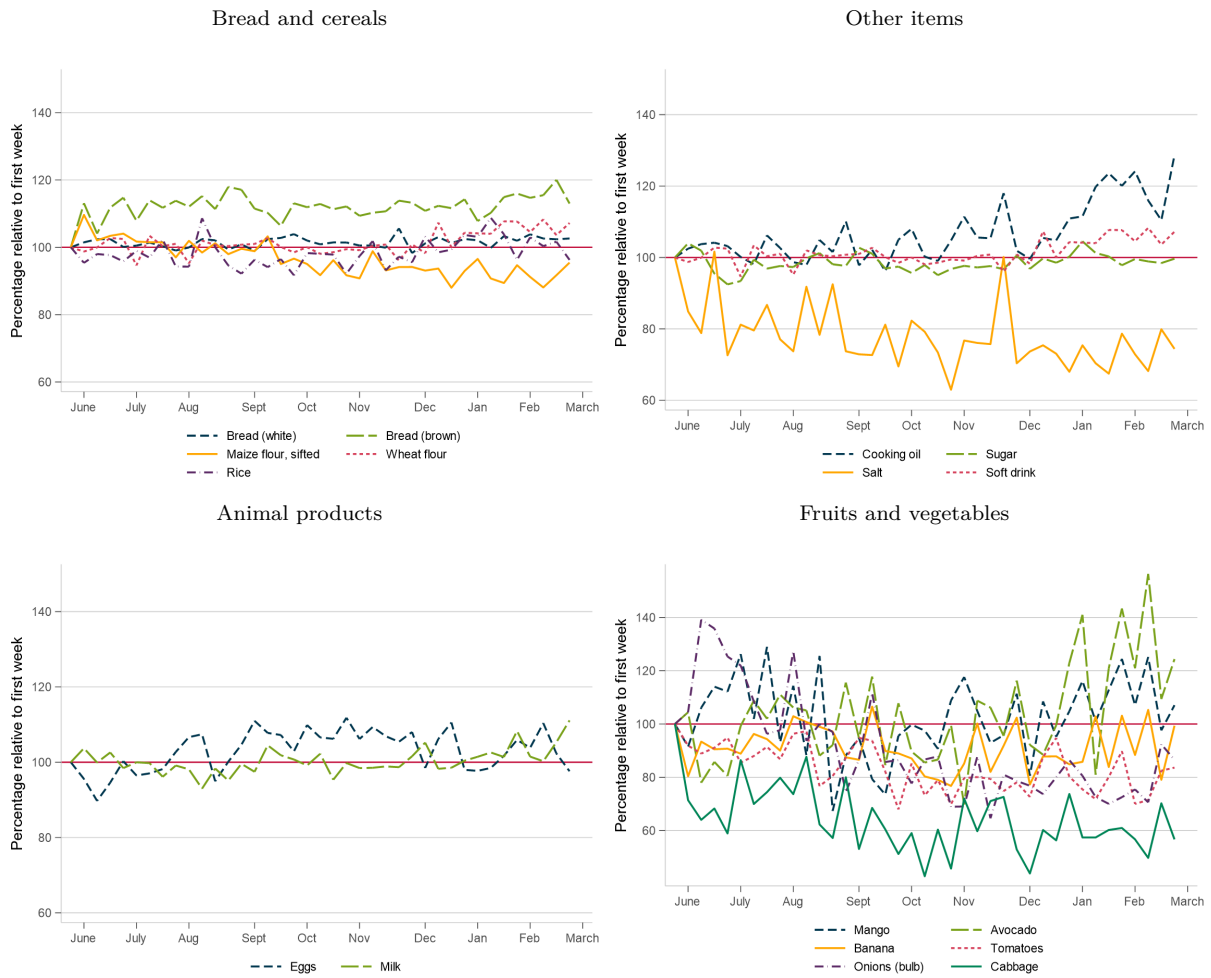 Bread and cereals
Percentage relative to first week
140
120
100
80
60
June July Aug Sept Oct Nov Dec Jan Feb March
Bread (white) Bread (brown)
Maize flour, sifted Wheat flour
Rice
Other items
Percentage relative to first week
140
120
100
80
60
June July Aug Sept Oct Nov Dec Jan Feb March
Cooking oil Sugar
Salt Soft drink
Animal products
Percentage relative to first week
140
120
100
80
60
June July Aug Sept Oct Nov Dec Jan Feb March
Eggs Milk
Fruits and vegetables
Percentage relative to first week
140
120
100
80
60
June July Aug Sept Oct Nov Dec Jan Feb March
Mango Avocado
Banana Tomatoes
Onions (bulb) Cabbage